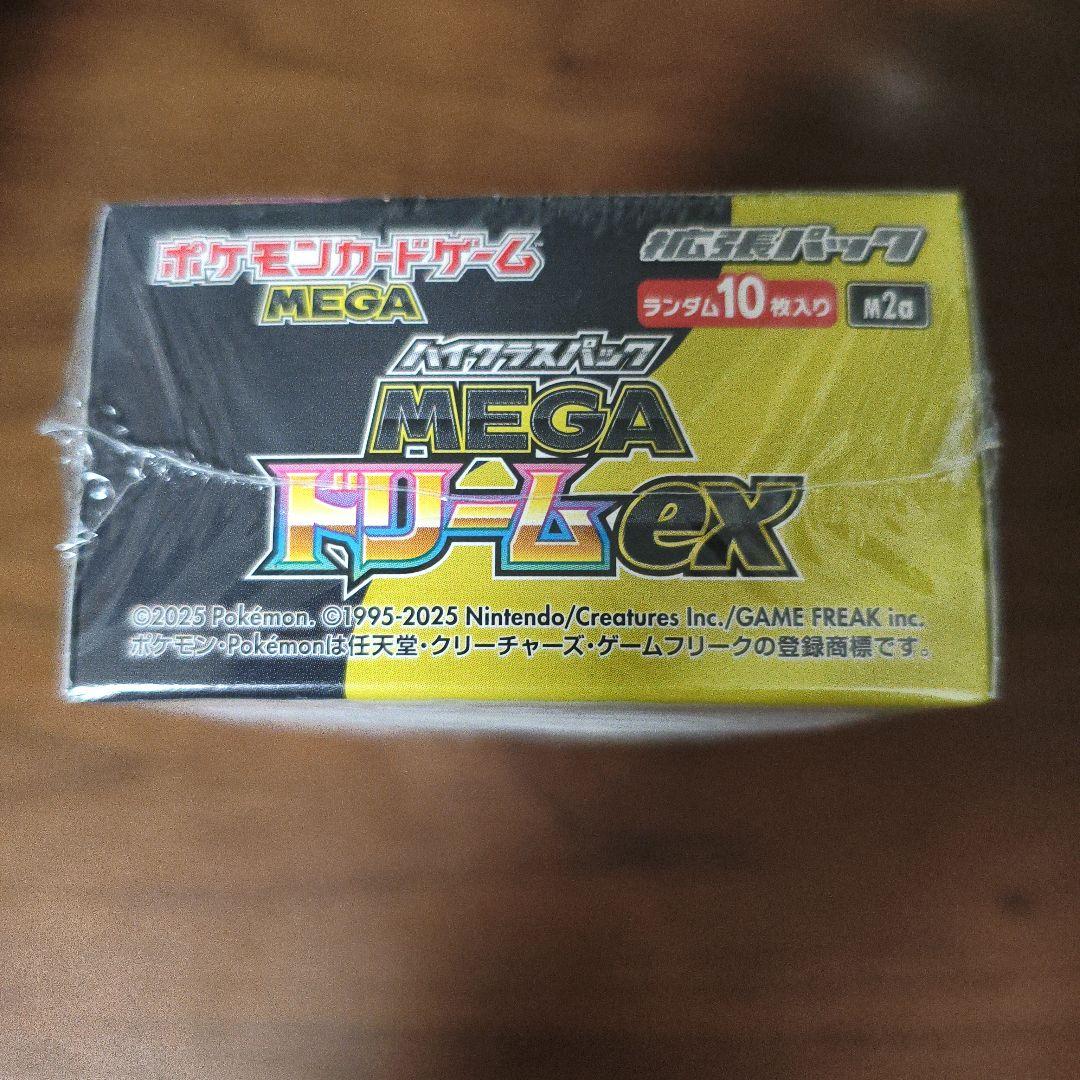 ポケモンカードゲーム
MEGA
拡張パック
ランダム10枚入り
M2a
ハイクラスパック
MEGA
ドリームex
©2025 Pokémon. ©1995-2025 Nintendo/Creatures Inc./GAME FREAK inc.
ポケモン・Pokémonは任天堂・クリーチャーズ・ゲームフリークの登録商標です。